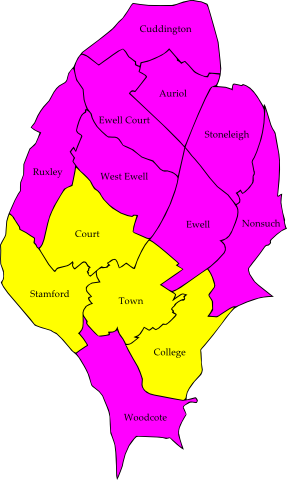 Cuddington
Auriol
Ewell Court
Stoneleigh
Ruxley
West Ewell
Nonsuch
Ewell
Court
Stamford
Town
College
Woodcote